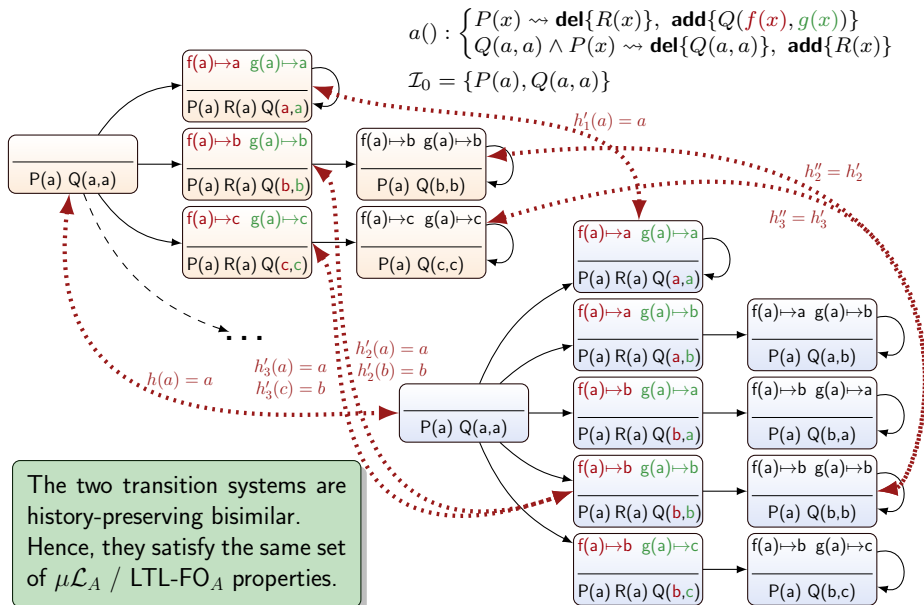 a() : { P(x) ⇝ del{R(x)}, add{Q(f(x), g(x))}
Q(a, a) ∧ P(x) ⇝ del{Q(a, a)}, add{R(x)}
I₀ = {P(a), Q(a, a)}
f(a)↦a g(a)↦a
P(a) R(a) Q(a,a)
h′₁(a) = a
P(a) Q(a,a)
f(a)↦b g(a)↦b
P(a) R(a) Q(b,b)
f(a)↦b g(a)↦b
P(a) Q(b,b)
h″₂ = h′₂
f(a)↦c g(a)↦c
P(a) R(a) Q(c,c)
f(a)↦c g(a)↦c
P(a) Q(c,c)
h″₃ = h′₃
...
h(a) = a
h′₃(a) = a
h′₃(c) = b
h′₂(a) = a
h′₂(b) = b
f(a)↦a g(a)↦a
P(a) R(a) Q(a,a)
f(a)↦a g(a)↦b
P(a) R(a) Q(a,b)
f(a)↦a g(a)↦b
P(a) Q(a,b)
P(a) Q(a,a)
f(a)↦b g(a)↦a
P(a) R(a) Q(b,a)
f(a)↦b g(a)↦a
P(a) Q(b,a)
f(a)↦b g(a)↦b
P(a) R(a) Q(b,b)
f(a)↦b g(a)↦b
P(a) Q(b,b)
f(a)↦b g(a)↦c
P(a) R(a) Q(b,c)
f(a)↦b g(a)↦c
P(a) Q(b,c)
The two transition systems are
history-preserving bisimilar.
Hence, they satisfy the same set
of μL_A / LTL-FO_A properties.